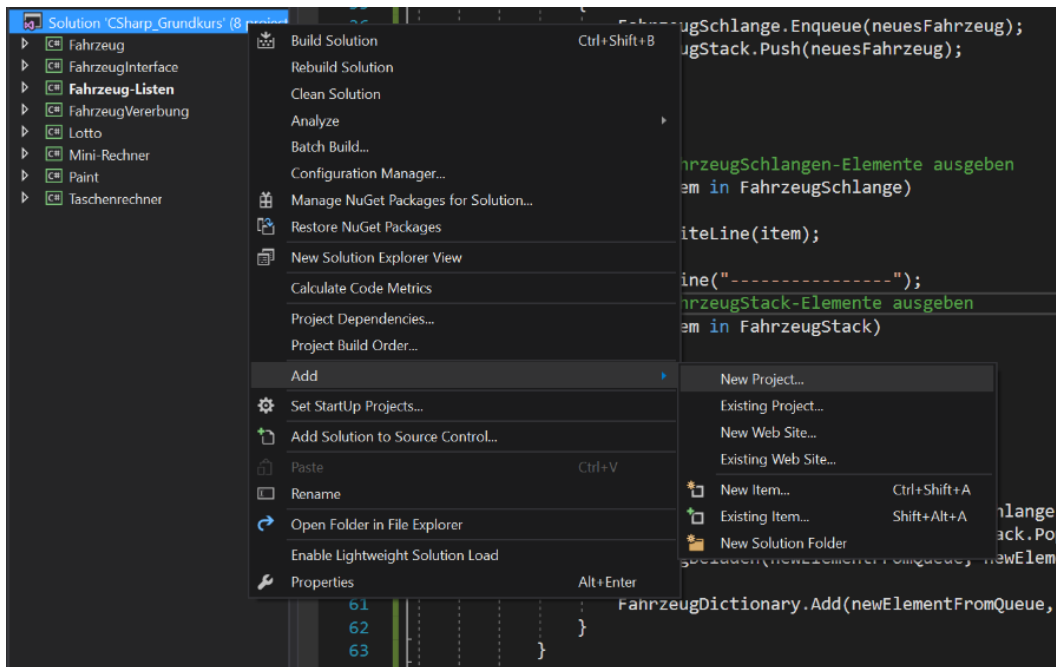 Solution 'CSharp_Grundkurs' (8
Fahrzeug
FahrzeugInterface
Fahrzeug-Listen
FahrzeugVererbung
Lotto
Mini-Rechner
Paint
Taschenrechner
Build Solution Ctrl+Shift+B
Rebuild Solution
Clean Solution
Analyze
Batch Build...
Configuration Manager...
Manage NuGet Packages for Solution...
Restore NuGet Packages
New Solution Explorer View
Calculate Code Metrics
Project Dependencies...
Project Build Order...
Add
Set StartUp Projects...
Add Solution to Source Control...
Paste Ctrl+V
Rename
Open Folder in File Explorer
Enable Lightweight Solution Load
Properties Alt+Enter
New Project...
Existing Project...
New Web Site...
Existing Web Site...
New Item... Ctrl+Shift+A
Existing Item... Shift+Alt+A
New Solution Folder
ugSchlange.Enqueue(neuesFahrzeug);
ugStack.Push(neuesFahrzeug);
hrzeugSchlangen-Elemente ausgeben
em in FahrzeugSchlange)
iteLine(item);
ine("----------------");
hrzeugStack-Elemente ausgeben
em in FahrzeugStack)
hlange
ack.Po
ewElem
61 FahrzeugDictionary.Add(newElementFromQueue,
62 }
63 }